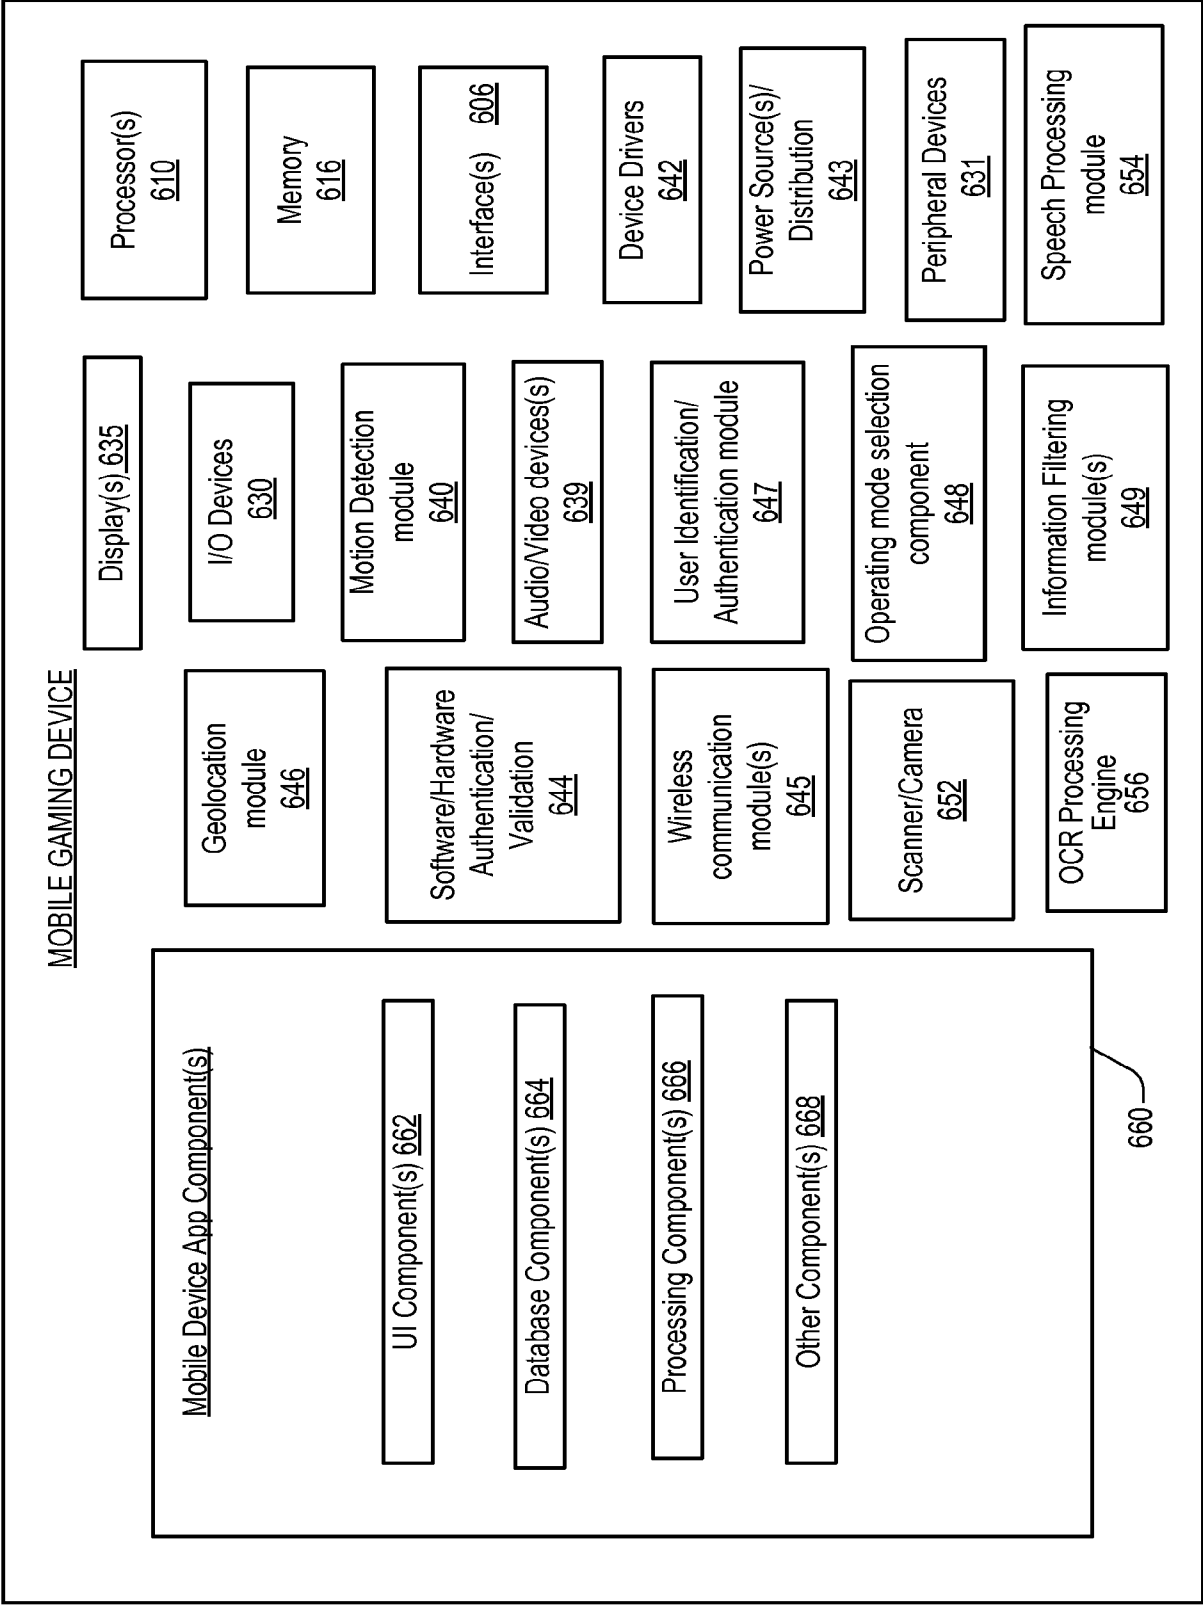 MOBILE GAMING DEVICE
Mobile Device App Component(s)
UI Component(s) 662
Database Component(s) 664
Processing Component(s) 666
Other Component(s) 668
660
Geolocation
module
646
Software/Hardware
Authentication/
Validation
644
Wireless
communication
module(s)
645
Scanner/Camera
652
OCR Processing
Engine
656
Display(s) 635
I/O Devices
630
Motion Detection
module
640
Audio/Video devices(s)
639
User Identification/
Authentication module
647
Operating mode selection
component
648
Information Filtering
module(s)
649
Processor(s)
610
Memory
616
Interface(s) 606
Device Drivers
642
Power Source(s)/
Distribution
643
Peripheral Devices
631
Speech Processing
module
654